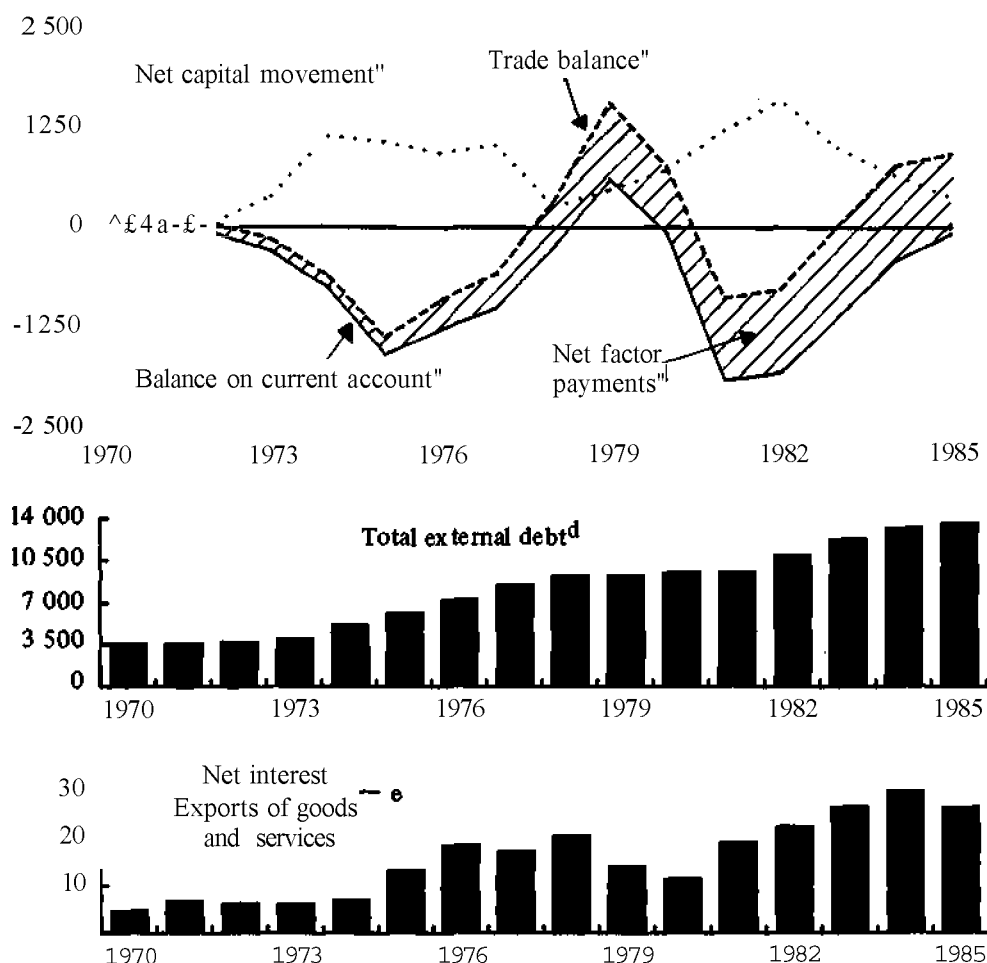 2 500
Net capital movement"
Trade balance"
1250
0 ^£4a-£-
-1250
Balance on current account"
Net factor
payments"
-2 500
1970 1973 1976 1979 1982 1985
14 000
Total external debtd
10 500
7 000
3 500
0
1970 1973 1976 1979 1982 1985
30
Net interest
Exports of goods — e
and services
20
10
1970 1973 1976 1979 1982 1985